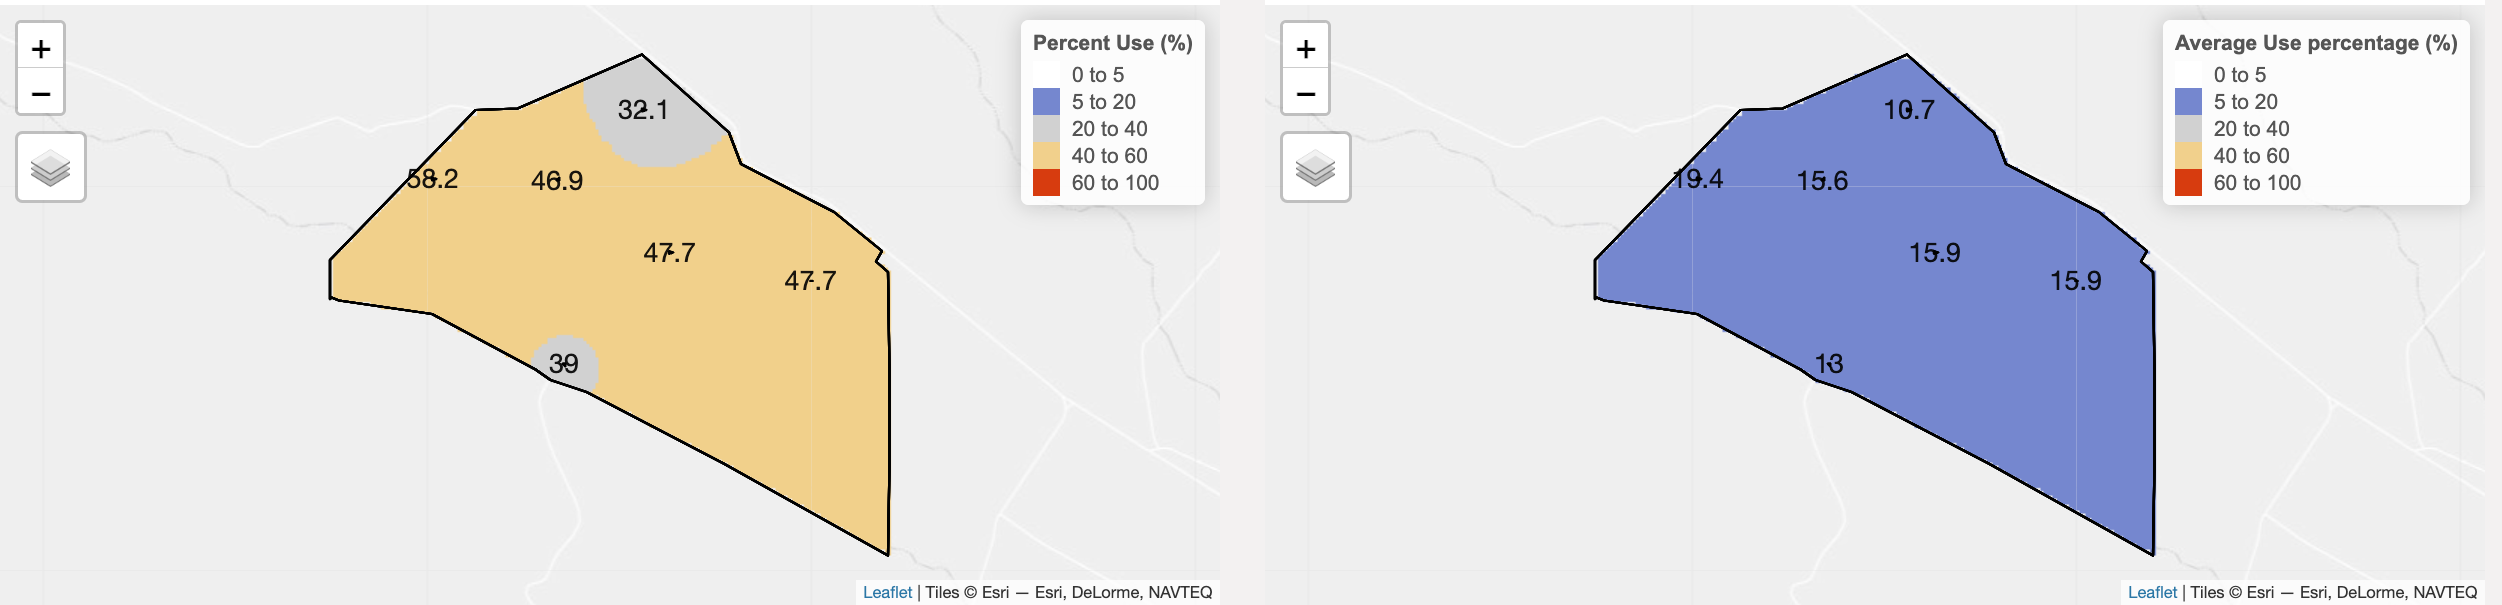 +
−
Percent Use (%)
0 to 5
5 to 20
20 to 40
40 to 60
60 to 100
32.1
58.2
46.9
47.7
47.7
39
Leaflet | Tiles © Esri — Esri, DeLorme, NAVTEQ
+
−
Average Use percentage (%)
0 to 5
5 to 20
20 to 40
40 to 60
60 to 100
10.7
19.4
15.6
15.9
15.9
13
Leaflet | Tiles © Esri — Esri, DeLorme, NAVTEQ